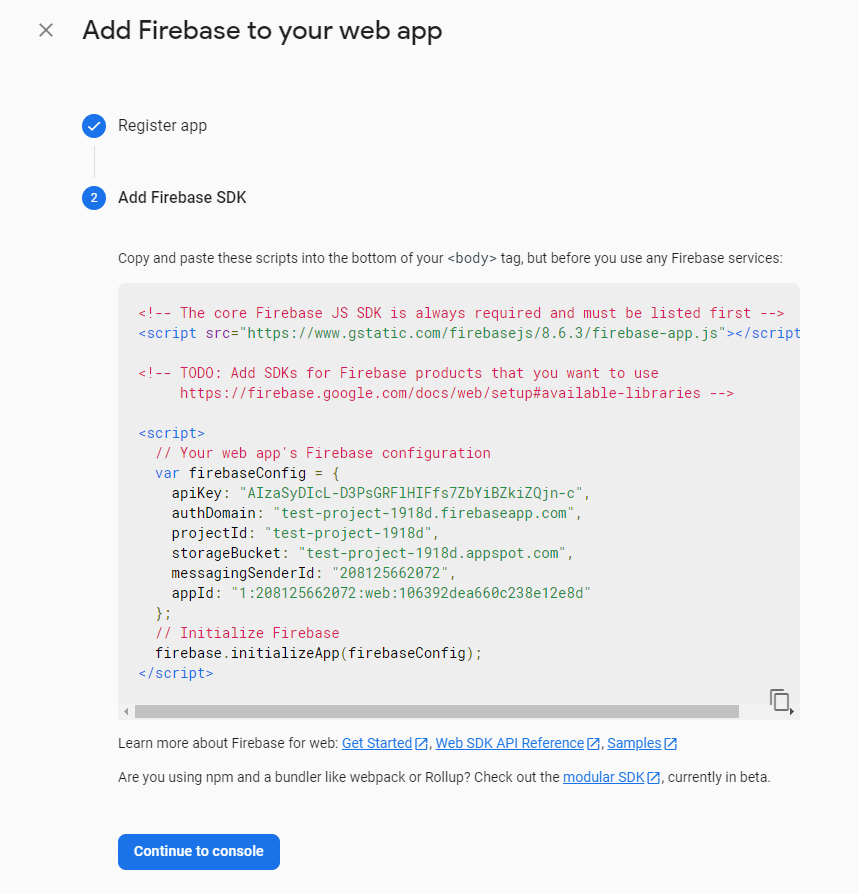 Add Firebase to your web app
Register app
2 Add Firebase SDK
Copy and paste these scripts into the bottom of your <body> tag, but before you use any Firebase services:
<!-- The core Firebase JS SDK is always required and must be listed first -->
<script src="https://www.gstatic.com/firebasejs/8.6.3/firebase-app.js"></script
<!-- TODO: Add SDKs for Firebase products that you want to use
https://firebase.google.com/docs/web/setup#available-libraries -->
<script>
// Your web app's Firebase configuration
var firebaseConfig = {
apiKey: "AIzaSyDIcL-D3PsGRFlHIFfs7ZbYiBZkiZQjn-c",
authDomain: "test-project-1918d.firebaseapp.com",
projectId: "test-project-1918d",
storageBucket: "test-project-1918d.appspot.com",
messagingSenderId: "208125662072",
appId: "1:208125662072:web:106392dea660c238e12e8d"
};
// Initialize Firebase
firebase.initializeApp(firebaseConfig);
</script>
Learn more about Firebase for web: Get Started, Web SDK API Reference, Samples
Are you using npm and a bundler like webpack or Rollup? Check out the modular SDK, currently in beta.
Continue to console